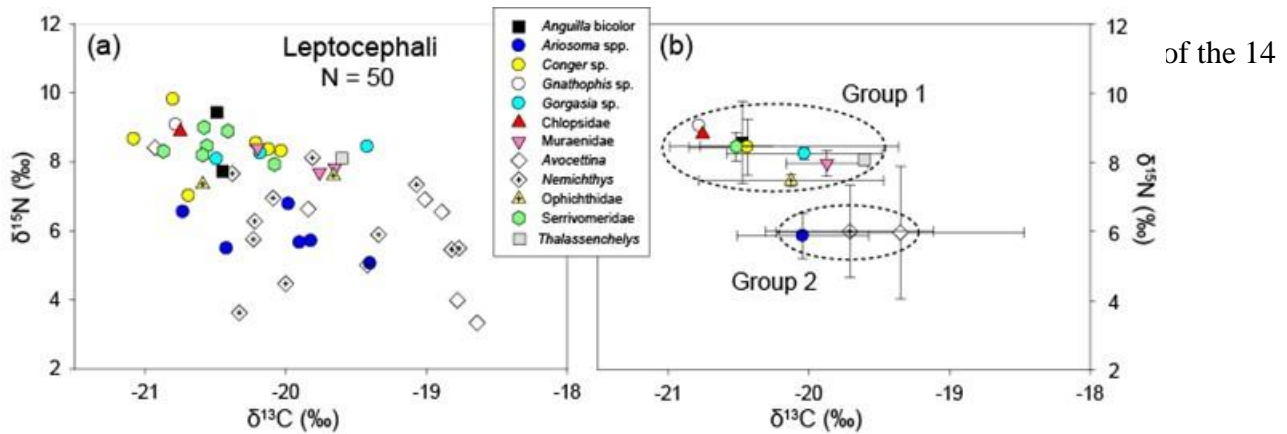 (a)
Leptocephali
N = 50
12
10
8
6
4
2
δ¹⁵N (‰)
-21
-20
-19
-18
δ¹³C (‰)
Anguilla bicolor
Ariosoma spp.
Conger sp.
Gnathophis sp.
Gorgasia sp.
Chlopsidae
Muraenidae
Avocettina
Nemichthys
Ophichthidae
Serrivomeridae
Thalassenchelys
(b)
Group 1
Group 2
12
10
8
6
4
2
δ¹⁵N (‰)
-21
-20
-19
-18
δ¹³C (‰)
of the 14